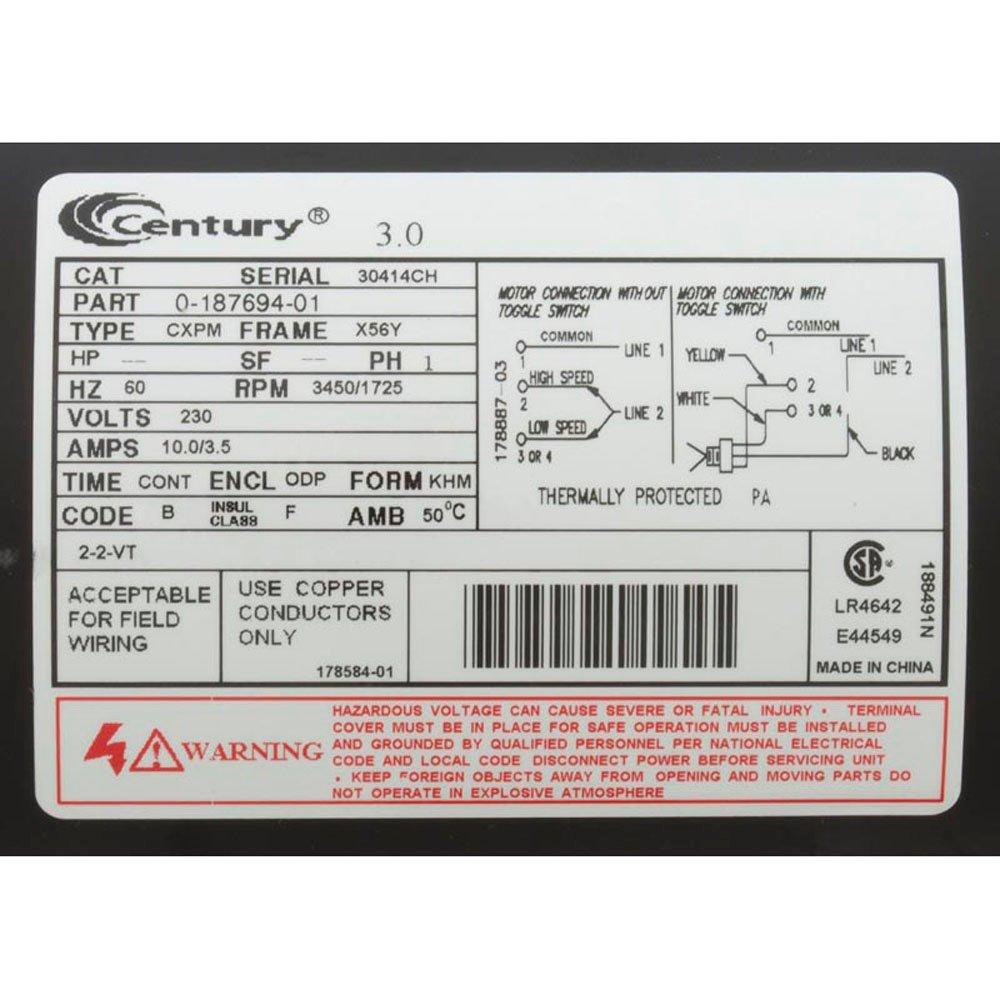 Century® 3.0
CAT SERIAL 30414CH
PART 0-187694-01
TYPE CXPM FRAME X56Y
HP -- SF -- PH 1
HZ 60 RPM 3450/1725
VOLTS 230
AMPS 10.0/3.5
TIME CONT ENCL ODP FORM KHM
CODE B INSUL CLASS F AMB 50°C
MOTOR CONNECTION WITH OUT
TOGGLE SWITCH
COMMON
1
LINE 1
HIGH SPEED
2
LINE 2
LOW SPEED
3 OR 4
178887-03
MOTOR CONNECTION WITH
TOGGLE SWITCH
COMMON
1
LINE 1
LINE 2
YELLOW
2
WHITE
3 OR 4
BLACK
THERMALLY PROTECTED PA
2-2-VT
ACCEPTABLE
FOR FIELD
WIRING
USE COPPER
CONDUCTORS
ONLY
178584-01
SA®
LR4642
E44549
MADE IN CHINA
188491N
WARNING
HAZARDOUS VOLTAGE CAN CAUSE SEVERE OR FATAL INJURY • TERMINAL
COVER MUST BE IN PLACE FOR SAFE OPERATION MUST BE INSTALLED
AND GROUNDED BY QUALIFIED PERSONNEL PER NATIONAL ELECTRICAL
CODE AND LOCAL CODE DISCONNECT POWER BEFORE SERVICING UNIT
• KEEP FOREIGN OBJECTS AWAY FROM OPENING AND MOVING PARTS DO
NOT OPERATE IN EXPLOSIVE ATMOSPHERE